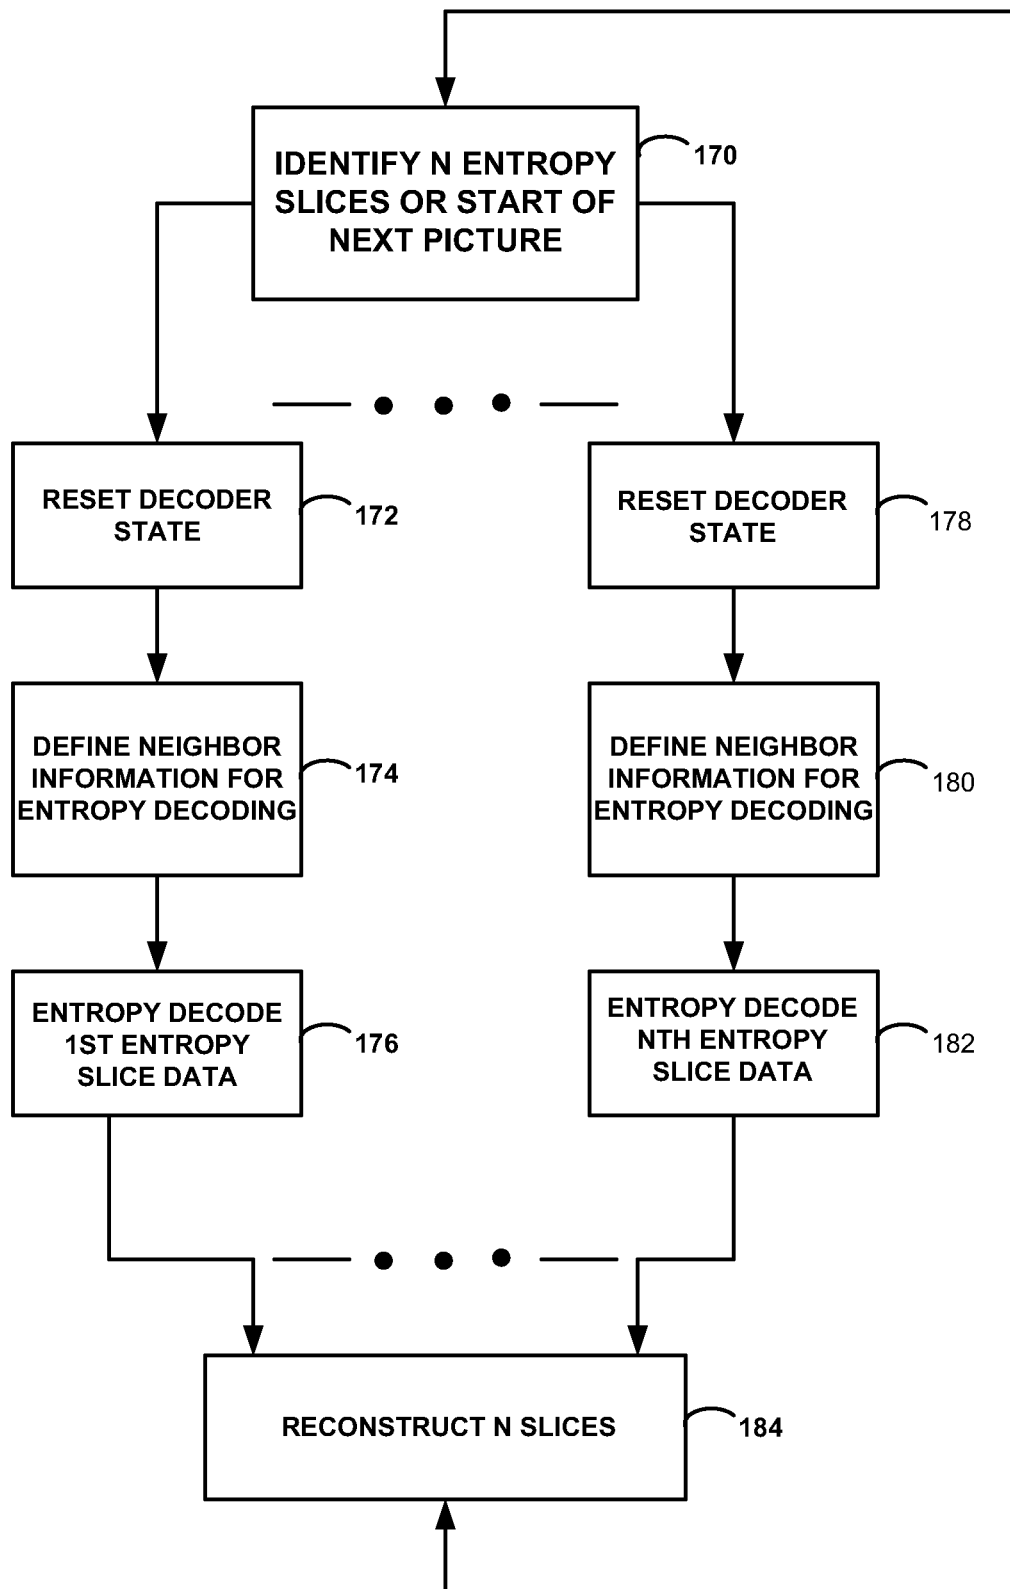 IDENTIFY N ENTROPY
SLICES OR START OF
NEXT PICTURE
170
RESET DECODER
STATE
172
RESET DECODER
STATE
178
DEFINE NEIGHBOR
INFORMATION FOR
ENTROPY DECODING
174
DEFINE NEIGHBOR
INFORMATION FOR
ENTROPY DECODING
180
ENTROPY DECODE
1ST ENTROPY
SLICE DATA
176
ENTROPY DECODE
NTH ENTROPY
SLICE DATA
182
RECONSTRUCT N SLICES
184